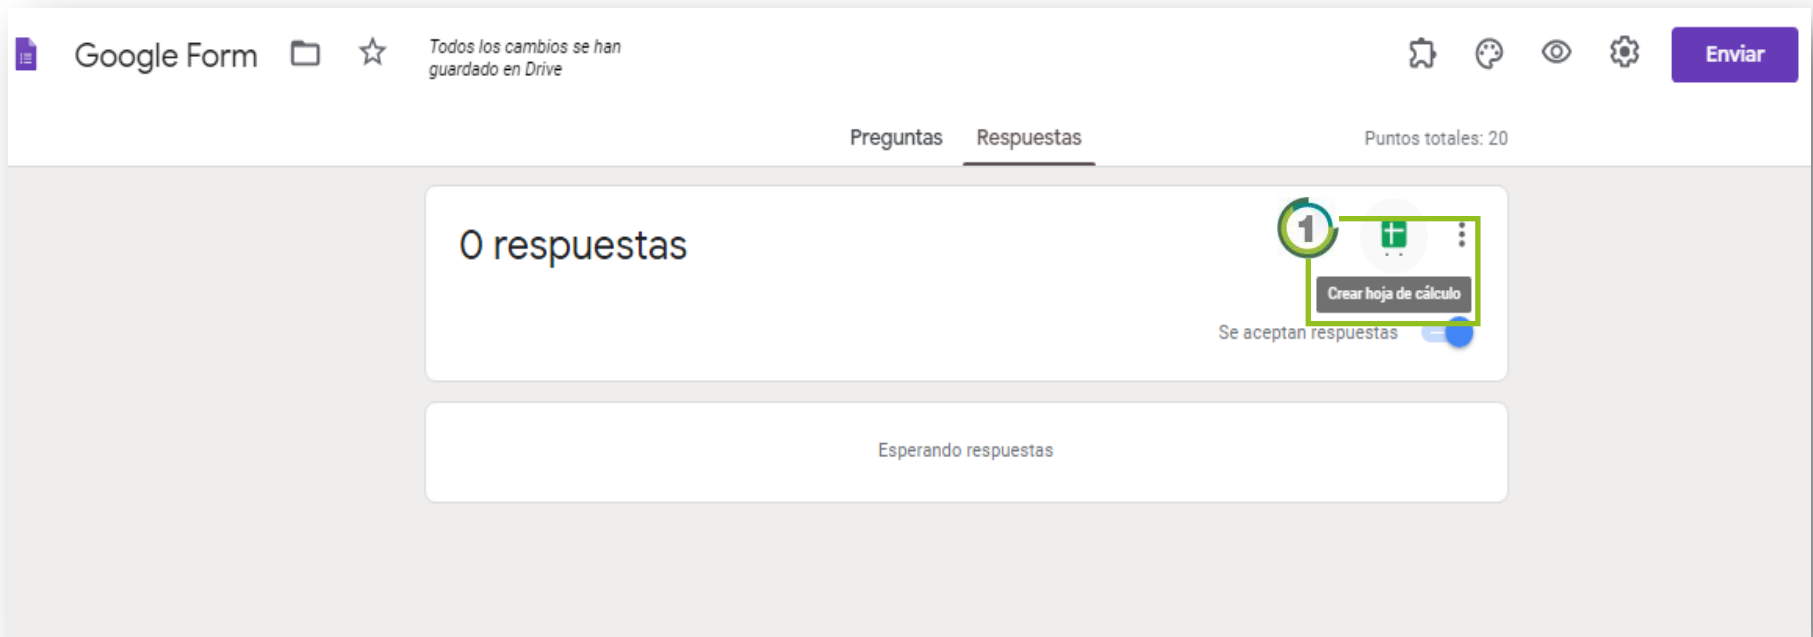 Google Form
Todos los cambios se han
guardado en Drive
Enviar
Preguntas
Respuestas
Puntos totales: 20
0 respuestas
1
Crear hoja de cálculo
Se aceptan respuestas
Esperando respuestas